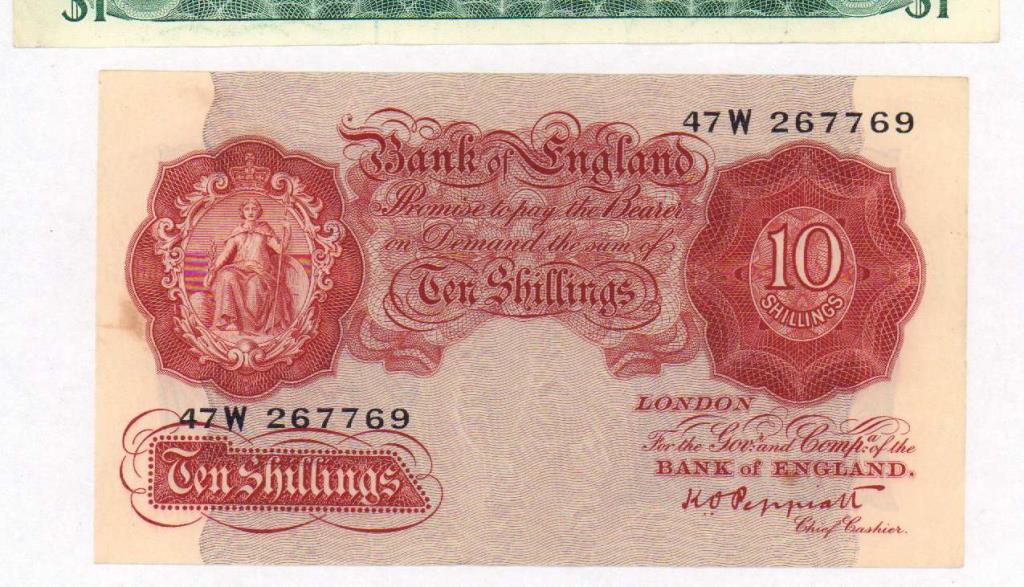 $1 $1
47W 267769
Bank of England
Promise to pay the Bearer
on Demand the sum of
Ten Shillings
10
SHILLINGS
47W 267769
Ten Shillings
LONDON
For the Govr. and Compa. of the
BANK of ENGLAND.
K O Peppiatt
Chief Cashier.